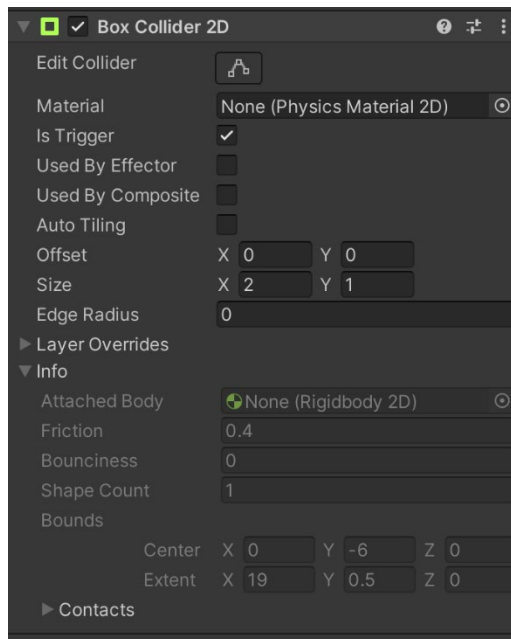 Box Collider 2D
Edit Collider
Material None (Physics Material 2D)
Is Trigger
Used By Effector
Used By Composite
Auto Tiling
Offset X 0 Y 0
Size X 2 Y 1
Edge Radius 0
Layer Overrides
Info
Attached Body None (Rigidbody 2D)
Friction 0.4
Bounciness 0
Shape Count 1
Bounds
Center X 0 Y -6 Z 0
Extent X 19 Y 0.5 Z 0
Contacts